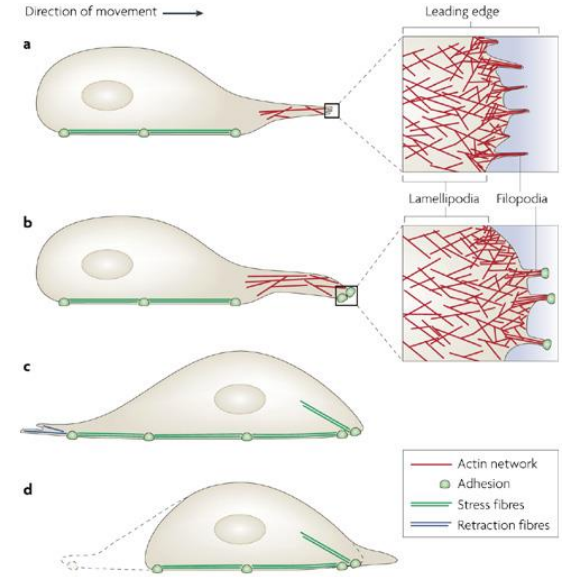 Direction of movement
Leading edge
a
Lamellipodia
Filopodia
b
c
d
Actin network
Adhesion
Stress fibres
Retraction fibres